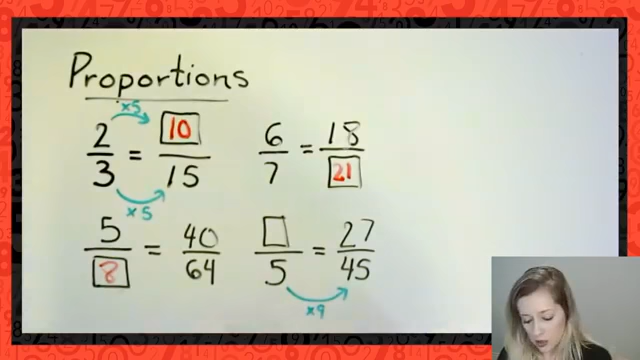 Proportions
×5
2/3 = 10/15
×5
6/7 = 18/21
5/8 = 40/64
□/5 = 27/45
×9